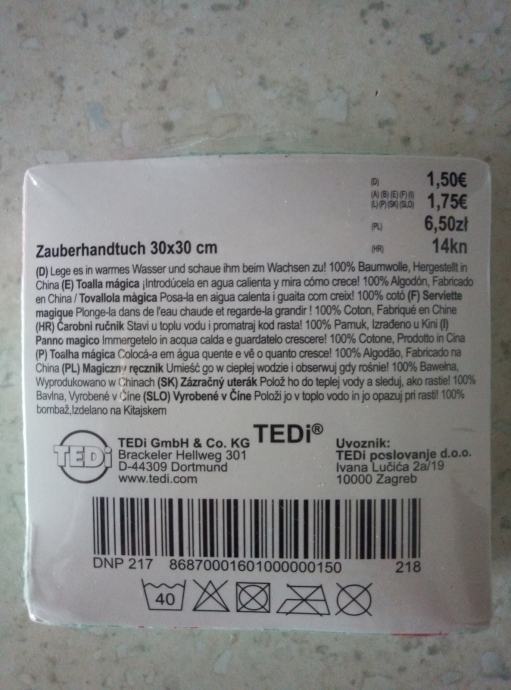 (D) 1,50€
(A) (B) (E) (F) (I)
(L) (P) (SK) (SLO) 1,75€
(PL) 6,50zł
(HR) 14kn
Zauberhandtuch 30x30 cm
(D) Lege es in warmes Wasser und schaue ihm beim Wachsen zu! 100% Baumwolle, Hergestellt in
China (E) Toalla mágica ¡Introdúcela en agua calienta y mira cómo crece! 100% Algodón, Fabricado
en China / Tovallola màgica Posa-la en aigua calenta i guaita com creix! 100% cotó (F) Serviette
magique Plonge-la dans de l'eau chaude et regarde-la grandir ! 100% Coton, Fabriqué en Chine
(HR) Čarobni ručnik Stavi u toplu vodu i promatraj kod rasta! 100% Pamuk, Izrađeno u Kini (I)
Panno magico Immergetelo in acqua calda e guardatelo crescere! 100% Cotone, Prodotto in Cina
(P) Toalha mágica Colocá-a em água quente e vê o quanto cresce! 100% Algodão, Fabricado na
China (PL) Magiczny ręcznik Umieść go w ciepłej wodzie i obserwuj gdy rośnie! 100% Bawełna,
Wyprodukowano w Chinach (SK) Zázračný uterák Polož ho do teplej vody a sleduj, ako rastie! 100%
Bavlna, Vyrobené v Číne (SLO) Vyrobené v Číne Položi jo v toplo vodo in jo opazuj pri rasti! 100%
bombaž,Izdelano na Kitajskem
TEDi
TEDi GmbH & Co. KG
Brackeler Hellweg 301
D-44309 Dortmund
www.tedi.com
TEDi®
Uvoznik:
TEDi poslovanje d.o.o.
Ivana Lučića 2a/19
10000 Zagreb
DNP 217 86870001601000000150 218
40